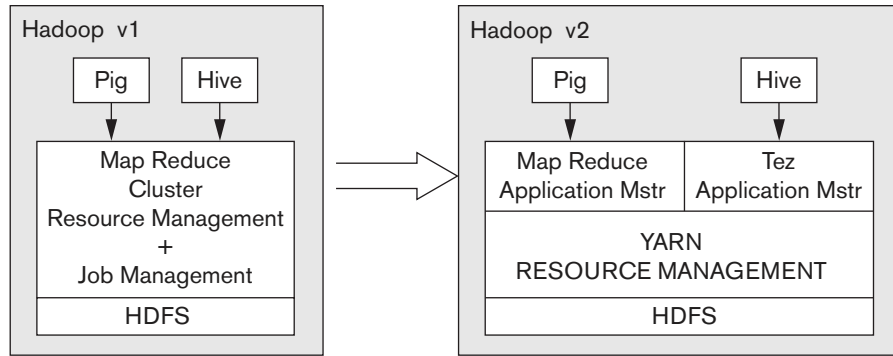 Hadoop v1
Pig
Hive
Map Reduce
Cluster
Resource Management
+
Job Management
HDFS
Hadoop v2
Pig
Hive
Map Reduce
Application Mstr
Tez
Application Mstr
YARN
RESOURCE MANAGEMENT
HDFS